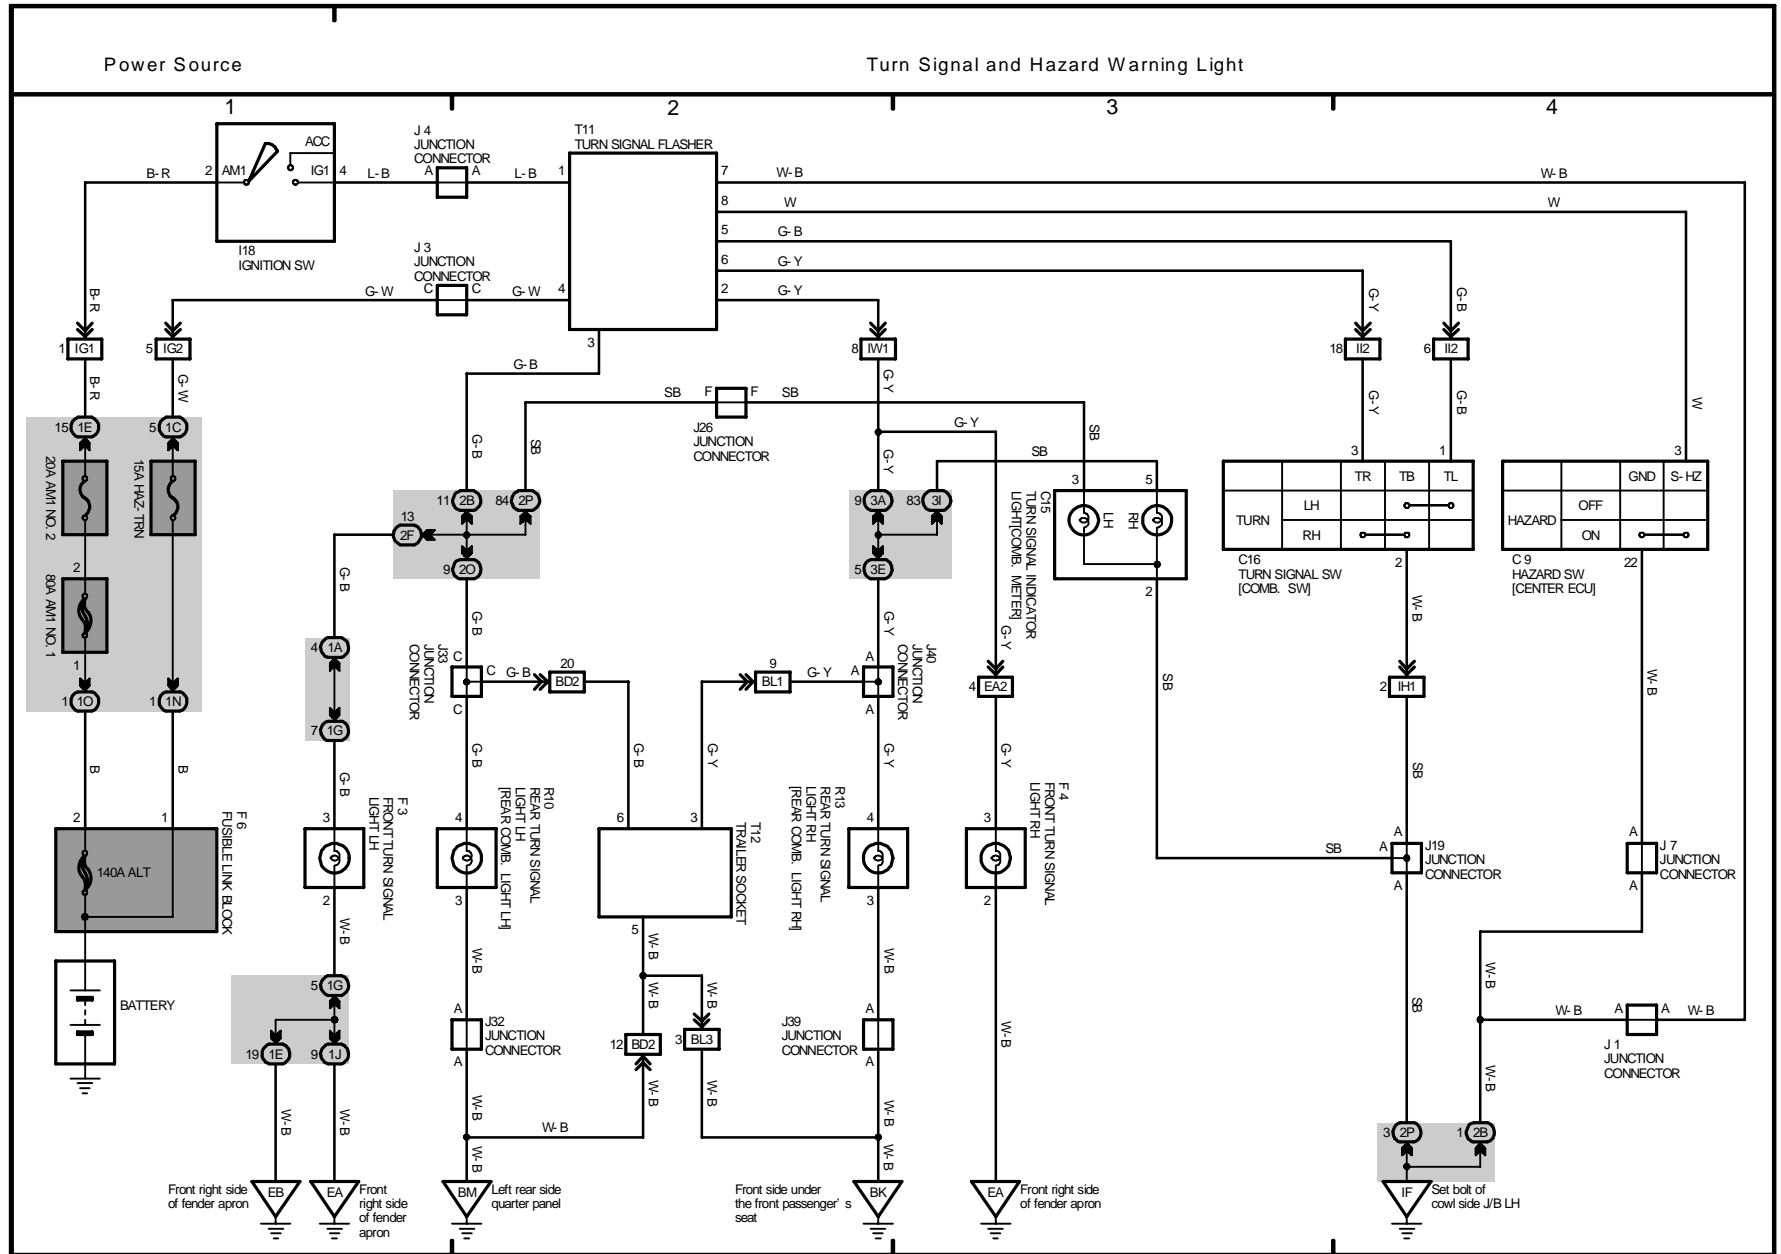 Power Source
Turn Signal and Hazard Warning Light
1
2
3
4
ACC
2
AM1
IG1
4
B-R
L-B
I18
IGNITION SW
J 4
JUNCTION
CONNECTOR
A
A
L-B
1
T11
TURN SIGNAL FLASHER
7
W-B
W-B
8
W
W
5
G-B
6
G-Y
2
G-Y
J 3
JUNCTION
CONNECTOR
G-W
C
C
G-W
4
3
G-B
B-R
1
IG1
5
IG2
B-R
G-W
8
IW1
G-Y
G-Y
G-B
18
II2
6
II2
G-Y
G-B
W
15
1E
5
1C
20A AM1 NO. 2
15A HAZ-TRN
2
80A AM1 NO. 1
1
1
1O
1
1N
B
B
2
1
F 6
FUSIBLE LINK BLOCK
140A ALT
BATTERY
SB
F
F
SB
J26
JUNCTION
CONNECTOR
G-Y
G-B
SB
G-Y
SB
SB
11
2B
84
2P
13
2F
9
2O
9
3A
83
3I
5
3E
3
5
LH
RH
C15
TURN SIGNAL INDICATOR
LIGHT[COMB. METER]
2
3
1
TR
TB
TL
TURN
LH
RH
C16
TURN SIGNAL SW
[COMB. SW]
2
3
GND
S-HZ
HAZARD
OFF
ON
C 9
HAZARD SW
[CENTER ECU]
22
G-B
G-B
G-Y
G-Y
W-B
W-B
4
1A
7
1G
C
C
C
J33
JUNCTION
CONNECTOR
G-B
20
BD2
9
BL1
G-Y
A
A
A
J40
JUNCTION
CONNECTOR
4
EA2
SB
2
IH1
G-B
G-B
G-B
G-Y
G-Y
G-Y
SB
3
F 3
FRONT TURN SIGNAL
LIGHT LH
2
4
R10
REAR TURN SIGNAL
LIGHT LH
[REAR COMB. LIGHT LH]
3
6
3
T12
TRAILER SOCKET
5
4
R13
REAR TURN SIGNAL
LIGHT RH
[REAR COMB. LIGHT RH]
3
3
F 4
FRONT TURN SIGNAL
LIGHT RH
2
SB
A
A
A
J19
JUNCTION
CONNECTOR
A
A
J 7
JUNCTION
CONNECTOR
W-B
W-B
W-B
W-B
W-B
W-B
W-B
5
1G
19
1E
9
1J
A
A
J32
JUNCTION
CONNECTOR
12
BD2
3
BL3
A
A
J39
JUNCTION
CONNECTOR
W-B
SB
W-B
A
A
W-B
J 1
JUNCTION
CONNECTOR
W-B
W-B
W-B
W-B
W-B
W-B
W-B
W-B
W-B
W-B
W-B
3
2P
1
2B
Front right side
of fender apron
EB
EA
Front
right side
of fender
apron
BM
Left rear side
quarter panel
Front side under
the front passenger' s
seat
BK
EA
Front right side
of fender apron
IF
Set bolt of
cowl side J/B LH